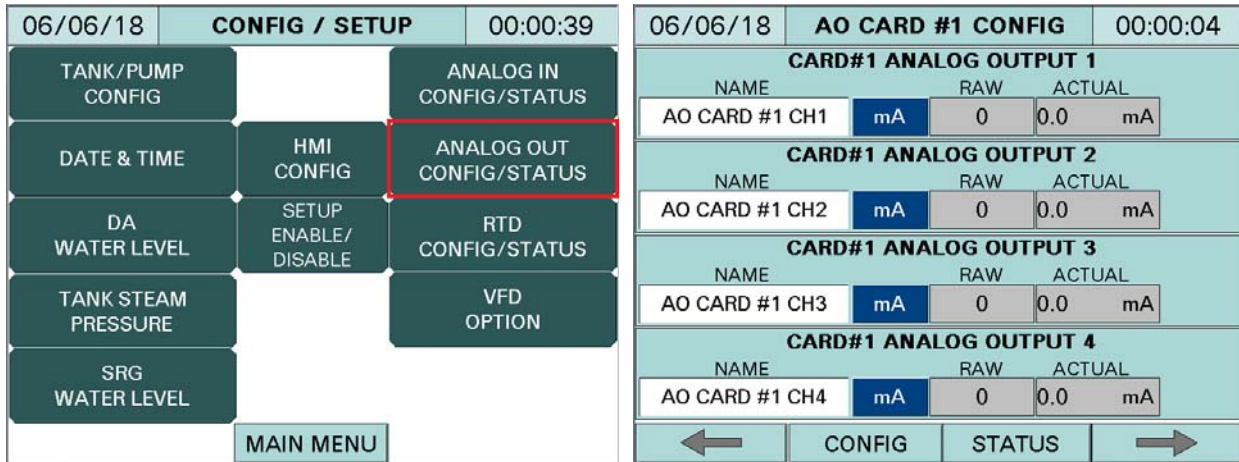 06/06/18 CONFIG / SETUP 00:00:39
TANK/PUMP
CONFIG
ANALOG IN
CONFIG/STATUS
DATE & TIME
HMI
CONFIG
ANALOG OUT
CONFIG/STATUS
DA
WATER LEVEL
SETUP
ENABLE/
DISABLE
RTD
CONFIG/STATUS
TANK STEAM
PRESSURE
VFD
OPTION
SRG
WATER LEVEL
MAIN MENU
06/06/18 AO CARD #1 CONFIG 00:00:04
CARD#1 ANALOG OUTPUT 1
NAME RAW ACTUAL
AO CARD #1 CH1 mA 0 0.0 mA
CARD#1 ANALOG OUTPUT 2
NAME RAW ACTUAL
AO CARD #1 CH2 mA 0 0.0 mA
CARD#1 ANALOG OUTPUT 3
NAME RAW ACTUAL
AO CARD #1 CH3 mA 0 0.0 mA
CARD#1 ANALOG OUTPUT 4
NAME RAW ACTUAL
AO CARD #1 CH4 mA 0 0.0 mA
CONFIG STATUS